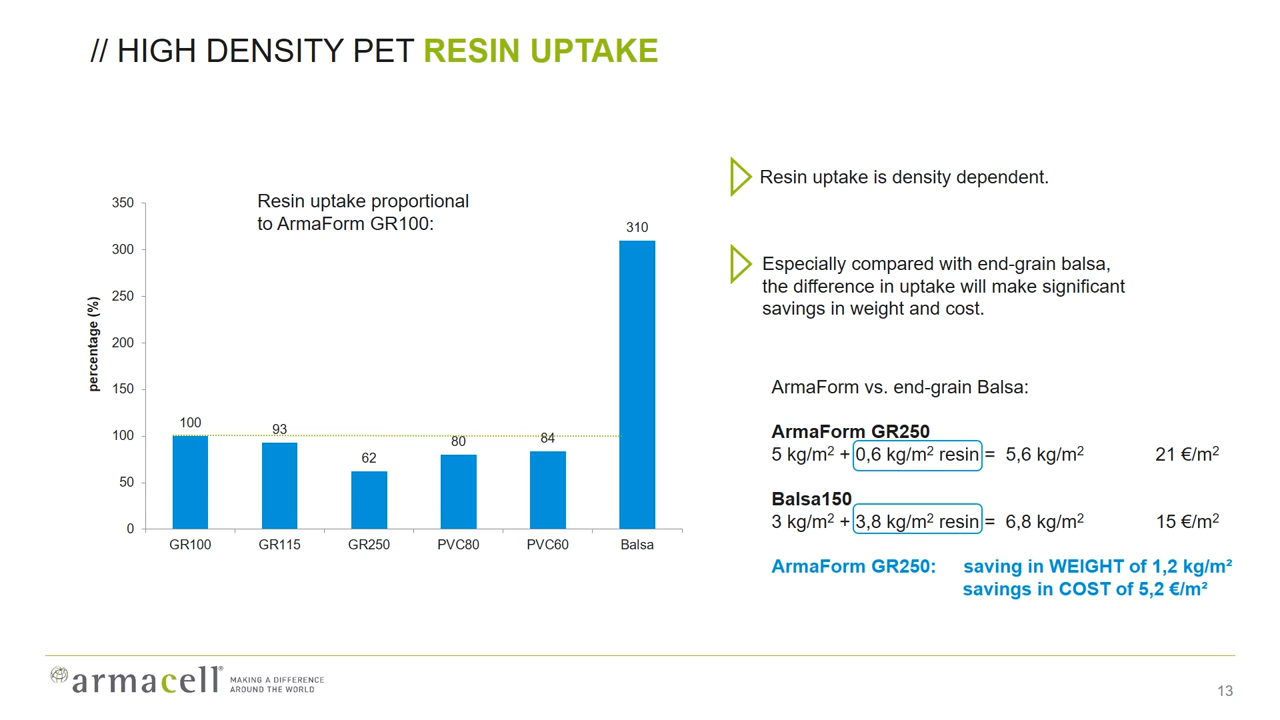 // HIGH DENSITY PET RESIN UPTAKE
Resin uptake proportional
to ArmaForm GR100:
percentage (%)
350
300
250
200
150
100
50
0
100
93
62
80
84
310
GR100 GR115 GR250 PVC80 PVC60 Balsa
Resin uptake is density dependent.
Especially compared with end-grain balsa,
the difference in uptake will make significant
savings in weight and cost.
ArmaForm vs. end-grain Balsa:
ArmaForm GR250
5 kg/m² + 0,6 kg/m² resin = 5,6 kg/m² 21 €/m²
Balsa150
3 kg/m² + 3,8 kg/m² resin = 6,8 kg/m² 15 €/m²
ArmaForm GR250: saving in WEIGHT of 1,2 kg/m²
savings in COST of 5,2 €/m²
armacell®
MAKING A DIFFERENCE
AROUND THE WORLD
13